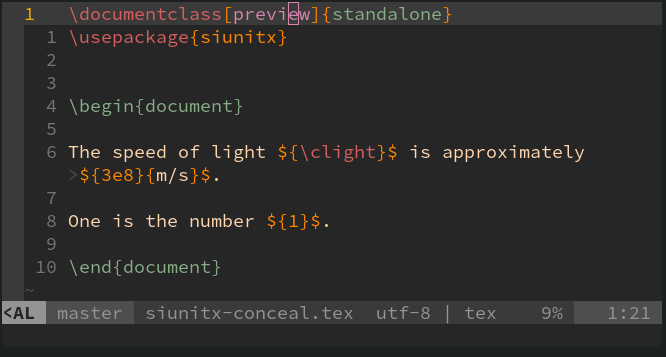 1 \documentclass[preview]{standalone}
1 \usepackage{siunitx}
2
3
4 \begin{document}
5
6 The speed of light ${\clight}$ is approximately
>${3e8}{m/s}$.
7
8 One is the number ${1}$.
9
10 \end{document}
~
<AL master siunitx-conceal.tex utf-8 | tex 9% 1:21